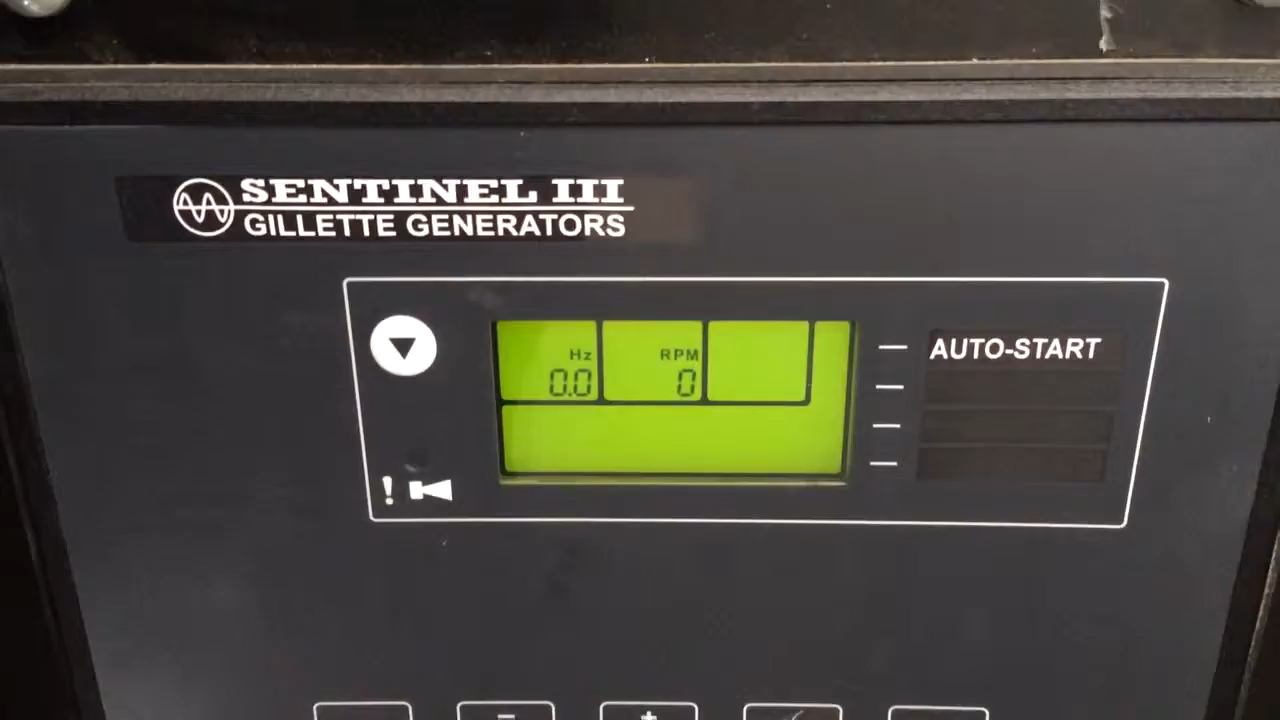 SENTINEL III
GILLETTE GENERATORS
Hz
0.0
RPM
0
AUTO-START
!
-
+